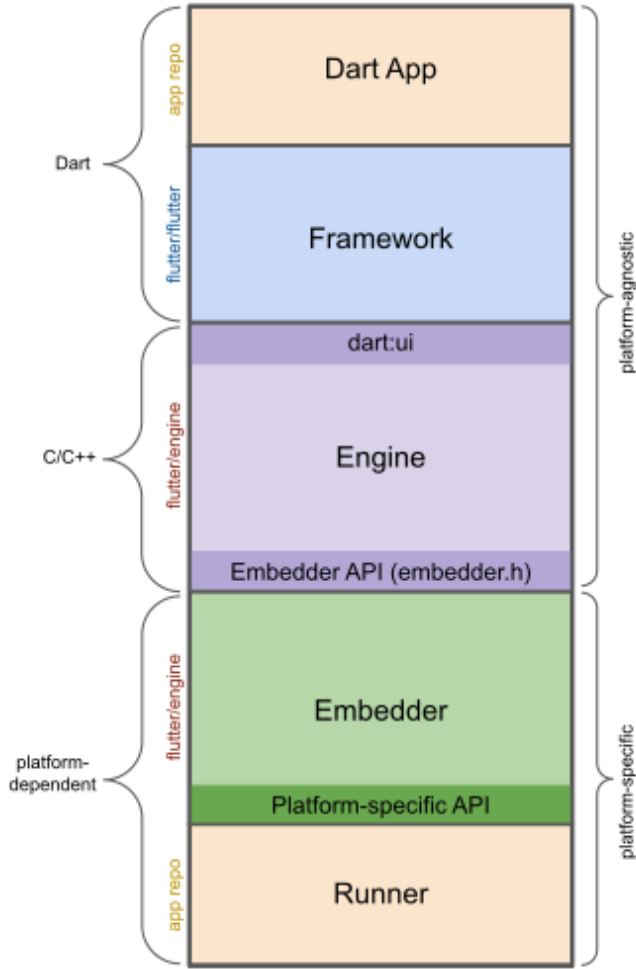 app repo
Dart App
Dart
flutter/flutter
Framework
platform-agnostic
dart:ui
C/C++
flutter/engine
Engine
Embedder API (embedder.h)
flutter/engine
Embedder
platform-
dependent
platform-specific
Platform-specific API
app repo
Runner